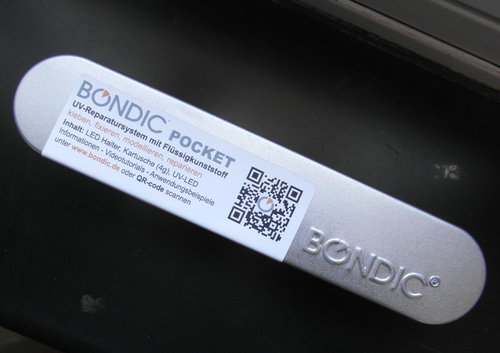 BONDIC® POCKET
UV-Reparatursystem mit Flüssigkunststoff
kleben, fixieren, modellieren, reparieren
Inhalt: LED Halter, Kartusche (4g), UV-LED
Informationen - Videotutorials - Anwendungsbeispiele
unter www.bondic.de oder QR-code scannen
BONDIC®